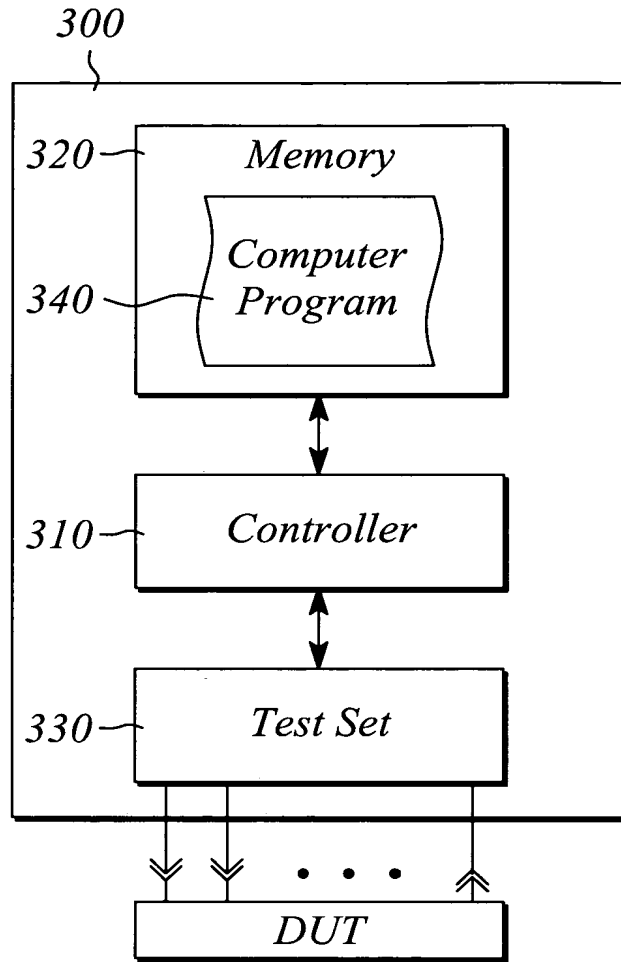 300
320
Memory
Computer
340
Program
310
Controller
330
Test Set
DUT